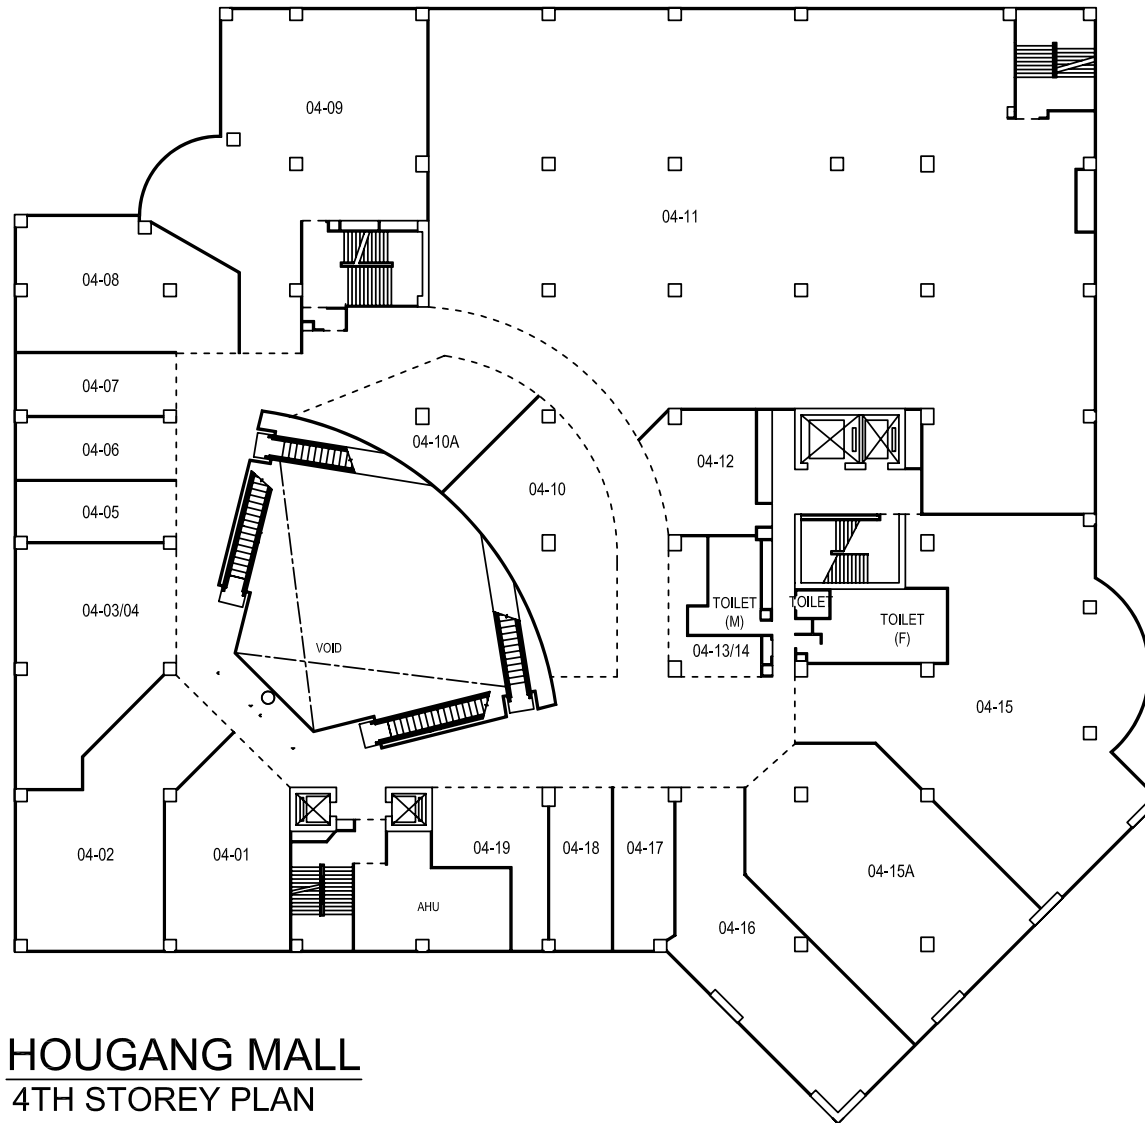 04-09
04-11
04-08
04-07
04-10A
04-06
04-12
04-10
04-05
04-03/04
TOILET
(M)
TOILET
TOILET
(F)
VOID
04-13/14
04-15
04-02
04-01
04-19
04-18
04-17
04-15A
AHU
04-16
HOUGANG MALL
4TH STOREY PLAN